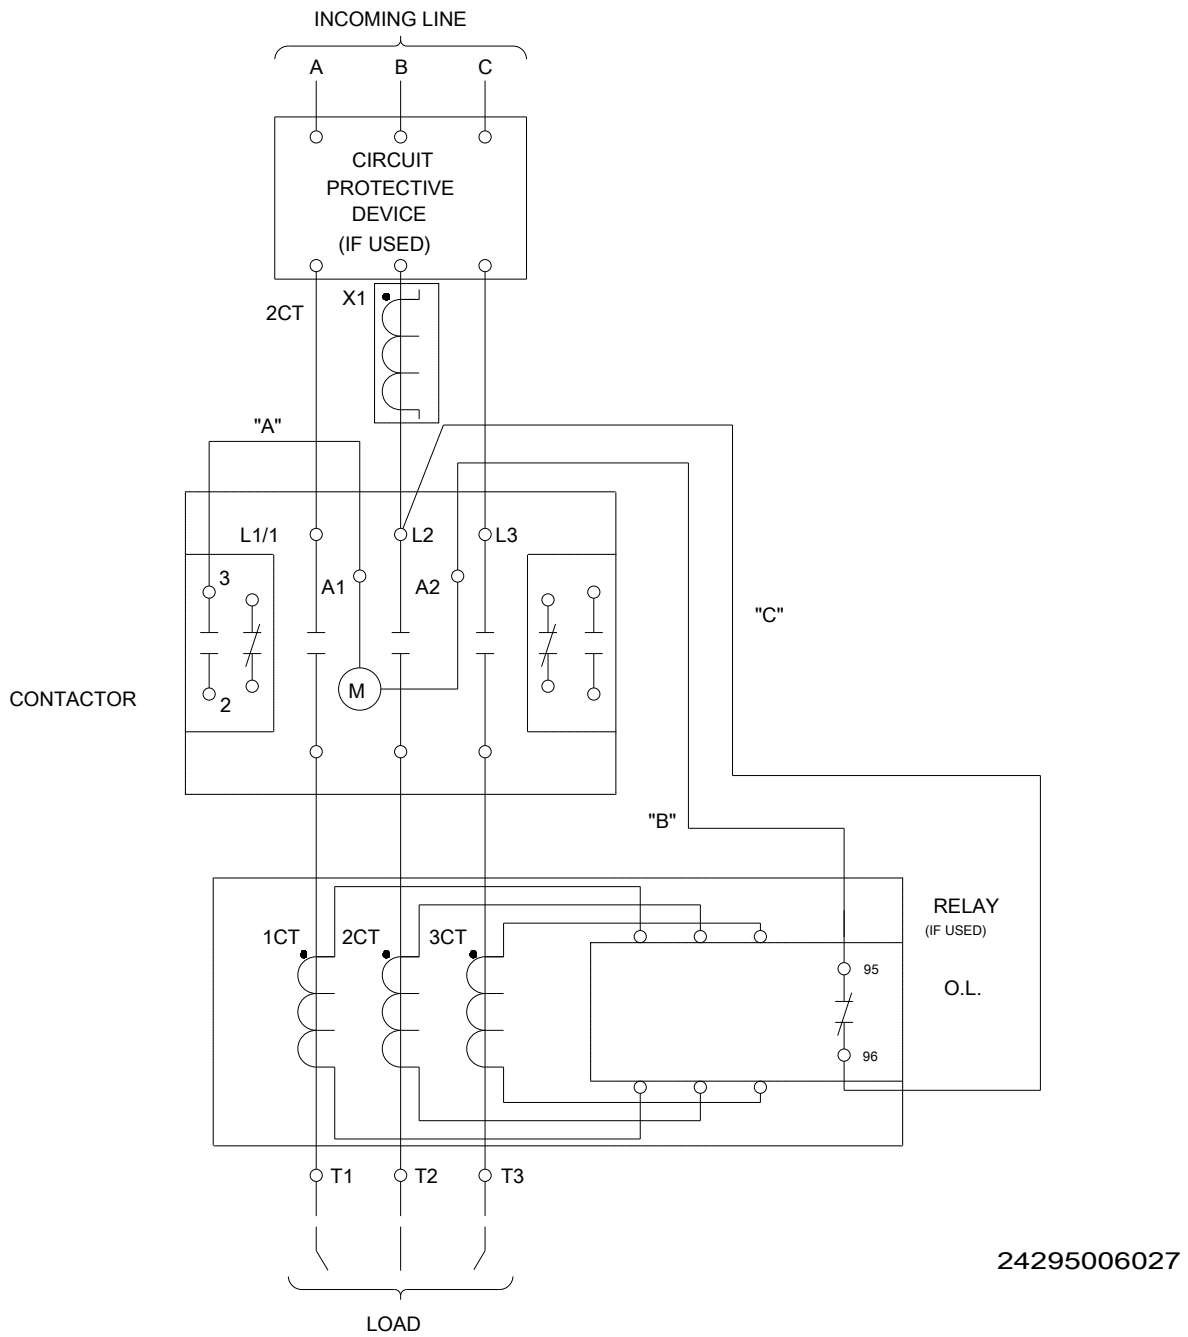 INCOMING LINE
A B C
CIRCUIT
PROTECTIVE
DEVICE
(IF USED)
X1
2CT
"A"
L1/1 L2 L3
3
A1 A2
"C"
M
2
CONTACTOR
"B"
RELAY
(IF USED)
1CT 2CT 3CT
95
O.L.
96
T1 T2 T3
24295006027
LOAD